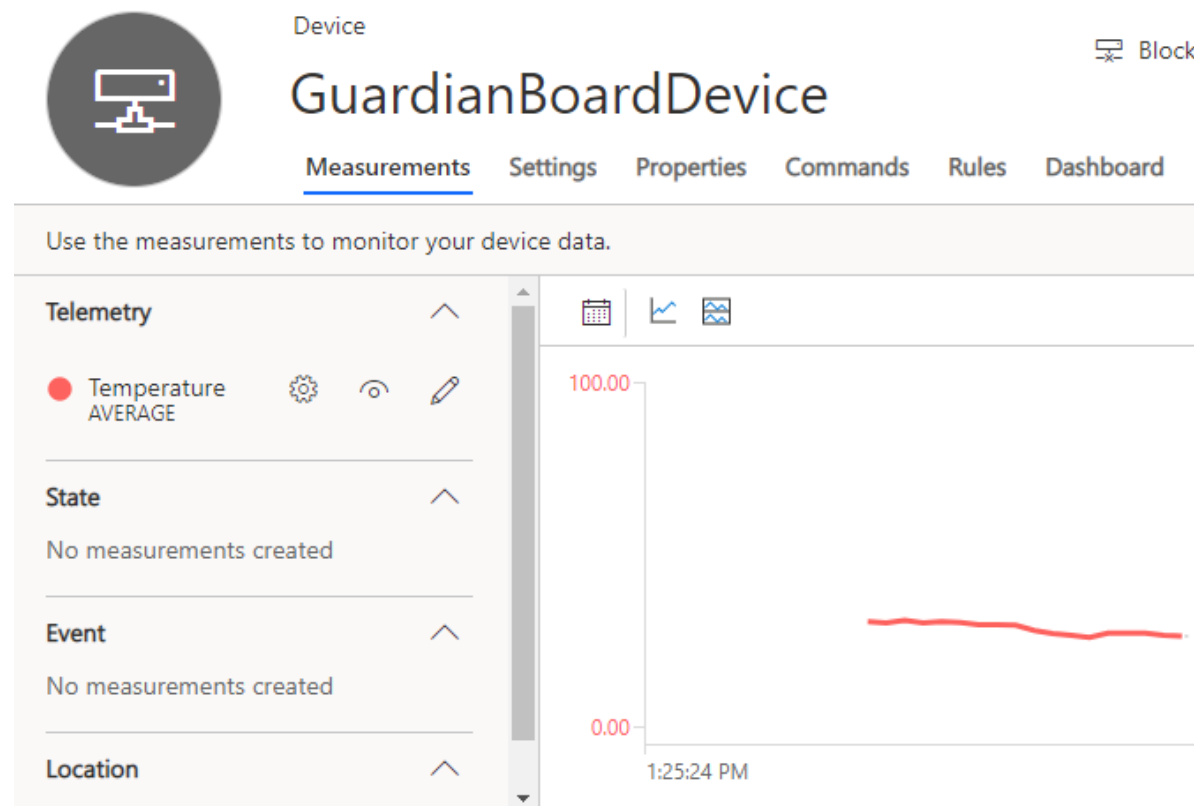 Device
Block
GuardianBoardDevice
Measurements Settings Properties Commands Rules Dashboard
Use the measurements to monitor your device data.
Telemetry
Temperature
AVERAGE
State
No measurements created
Event
No measurements created
Location
100.00
0.00
1:25:24 PM